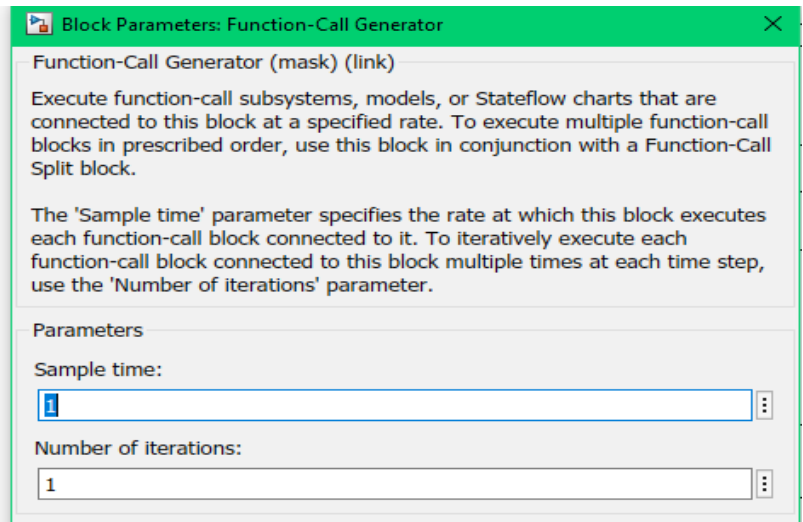 Block Parameters: Function-Call Generator
Function-Call Generator (mask) (link)
Execute function-call subsystems, models, or Stateflow charts that are
connected to this block at a specified rate. To execute multiple function-call
blocks in prescribed order, use this block in conjunction with a Function-Call
Split block.
The 'Sample time' parameter specifies the rate at which this block executes
each function-call block connected to it. To iteratively execute each
function-call block connected to this block multiple times at each time step,
use the 'Number of iterations' parameter.
Parameters
Sample time:
1
Number of iterations:
1